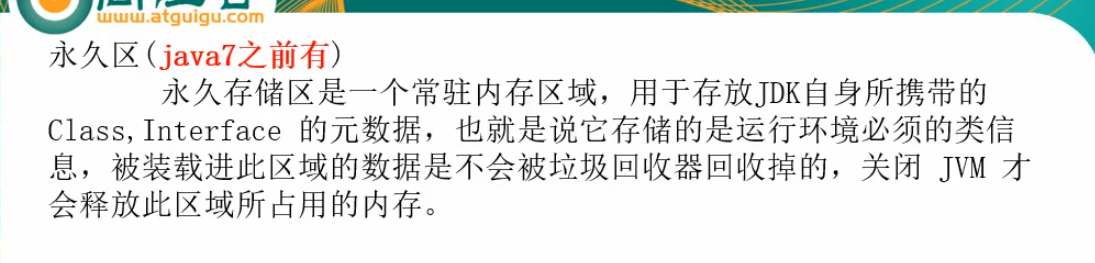 www.atguigu.com
永久区(java7之前有)
永久存储区是一个常驻内存区域，用于存放JDK自身所携带的
Class,Interface 的元数据，也就是说它存储的是运行环境必须的类信
息，被装载进此区域的数据是不会被垃圾回收器回收掉的，关闭 JVM 才
会释放此区域所占用的内存。